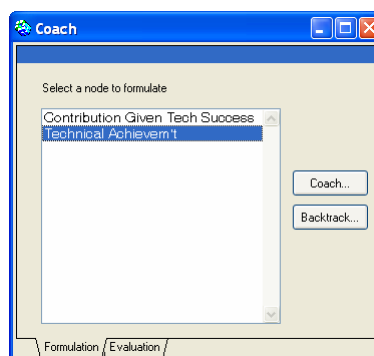 Coach
Select a node to formulate
Contribution Given Tech Success
Technical Achievem't
Coach...
Backtrack...
Formulation
Evaluation